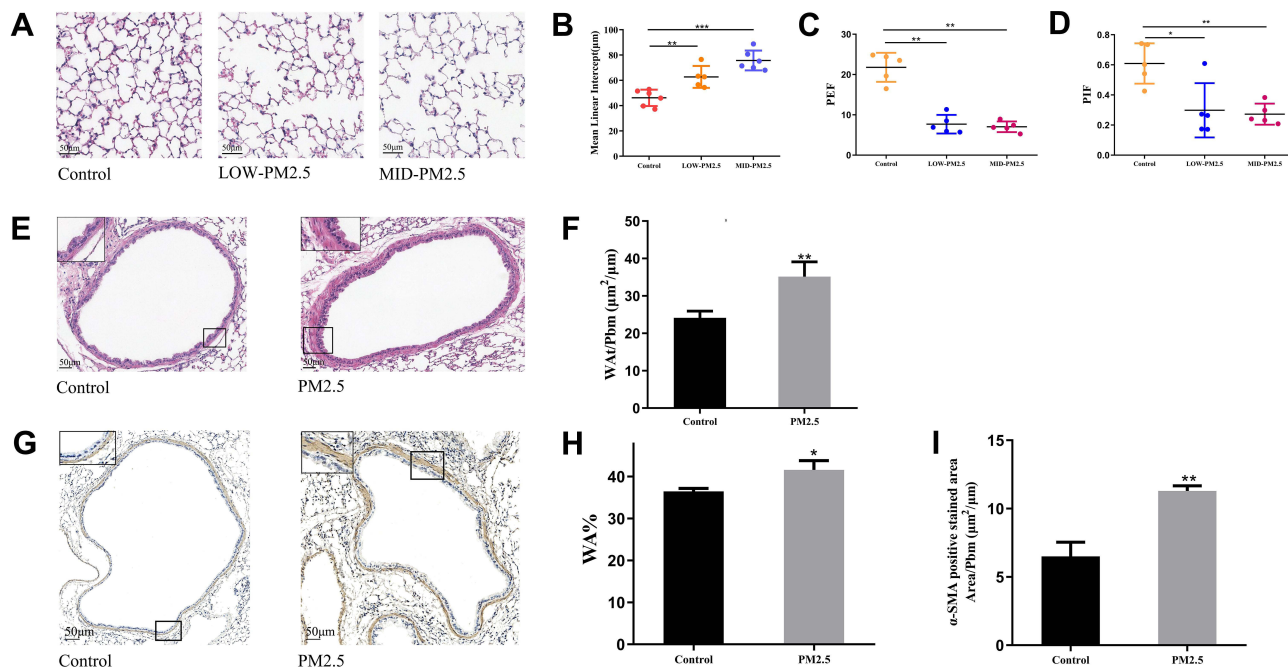 A
50μm
Control
50μm
LOW-PM2.5
50μm
MID-PM2.5
B
Mean Linear Intercept(μm)
100
80
60
40
20
0
***
**
Control
LOW-PM2.5
MID-PM2.5
C
PEF
30
20
10
0
**
**
Control
LOW-PM2.5
MID-PM2.5
D
PIF
0.8
0.6
0.4
0.2
0.0
**
*
Control
LOW-PM2.5
MID-PM2.5
E
50μm
Control
50μm
PM2.5
F
WAt/Pbm (μm²/μm)
50
40
30
20
10
0
**
Control
PM2.5
G
50μm
Control
50μm
PM2.5
H
WA%
40
30
20
10
0
*
Control
PM2.5
I
α-SMA positive stained area
Area/Pbm (μm²/μm)
15
10
5
0
**
Control
PM2.5